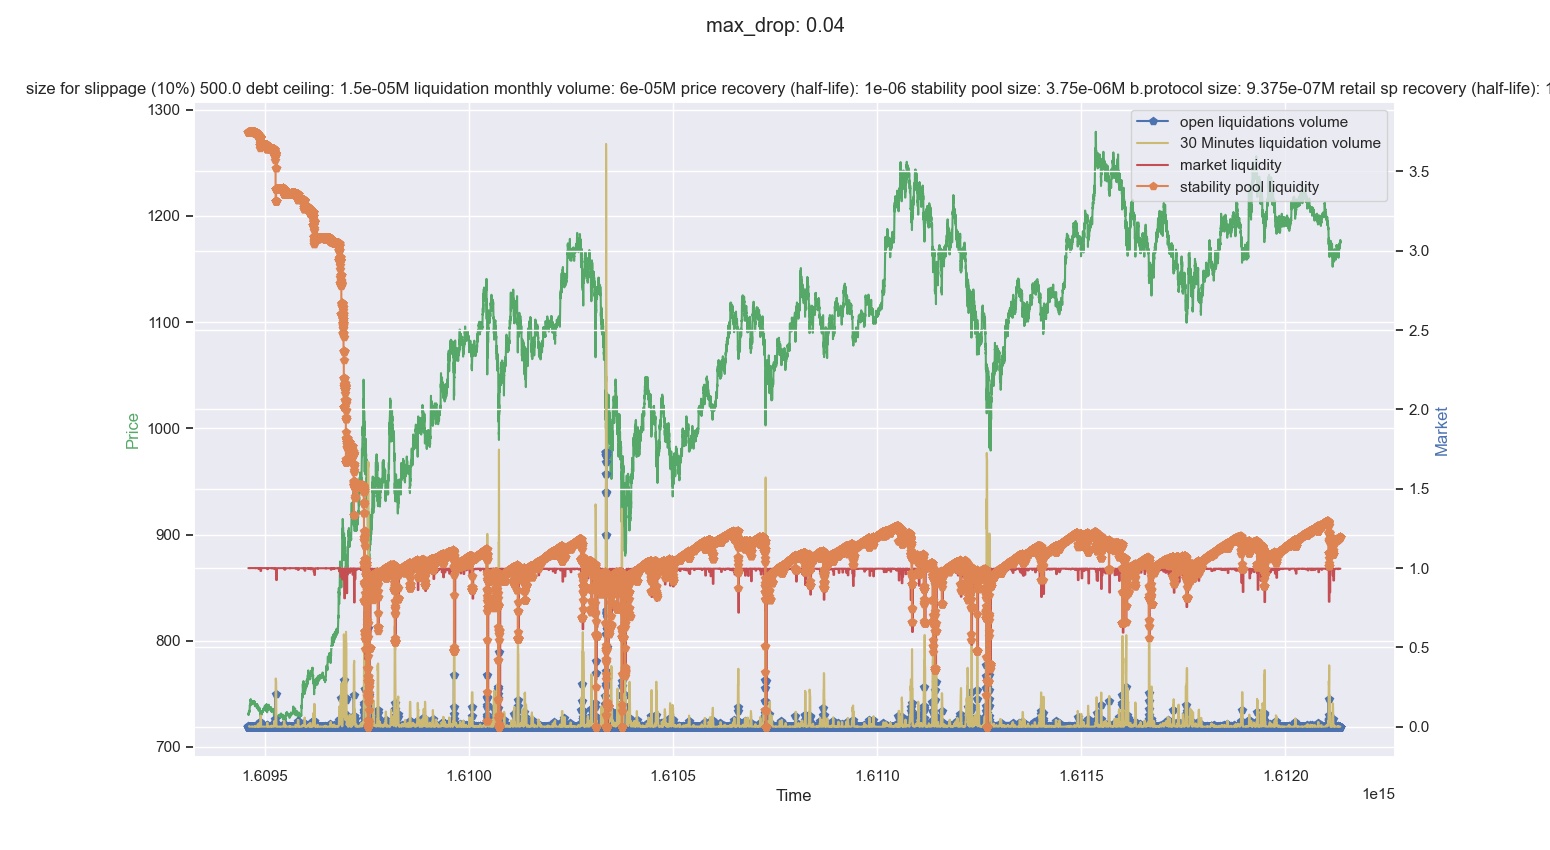 max_drop: 0.04
size for slippage (10%) 500.0 debt ceiling: 1.5e-05M liquidation monthly volume: 6e-05M price recovery (half-life): 1e-06 stability pool size: 3.75e-06M b.protocol size: 9.375e-07M retail sp recovery (half-life): 1
open liquidations volume
30 Minutes liquidation volume
market liquidity
stability pool liquidity
1300
1200
1100
1000
900
800
700
Price
3.5
3.0
2.5
2.0
1.5
1.0
0.5
0.0
Market
1.6095 1.6100 1.6105 1.6110 1.6115 1.6120
1e15
Time